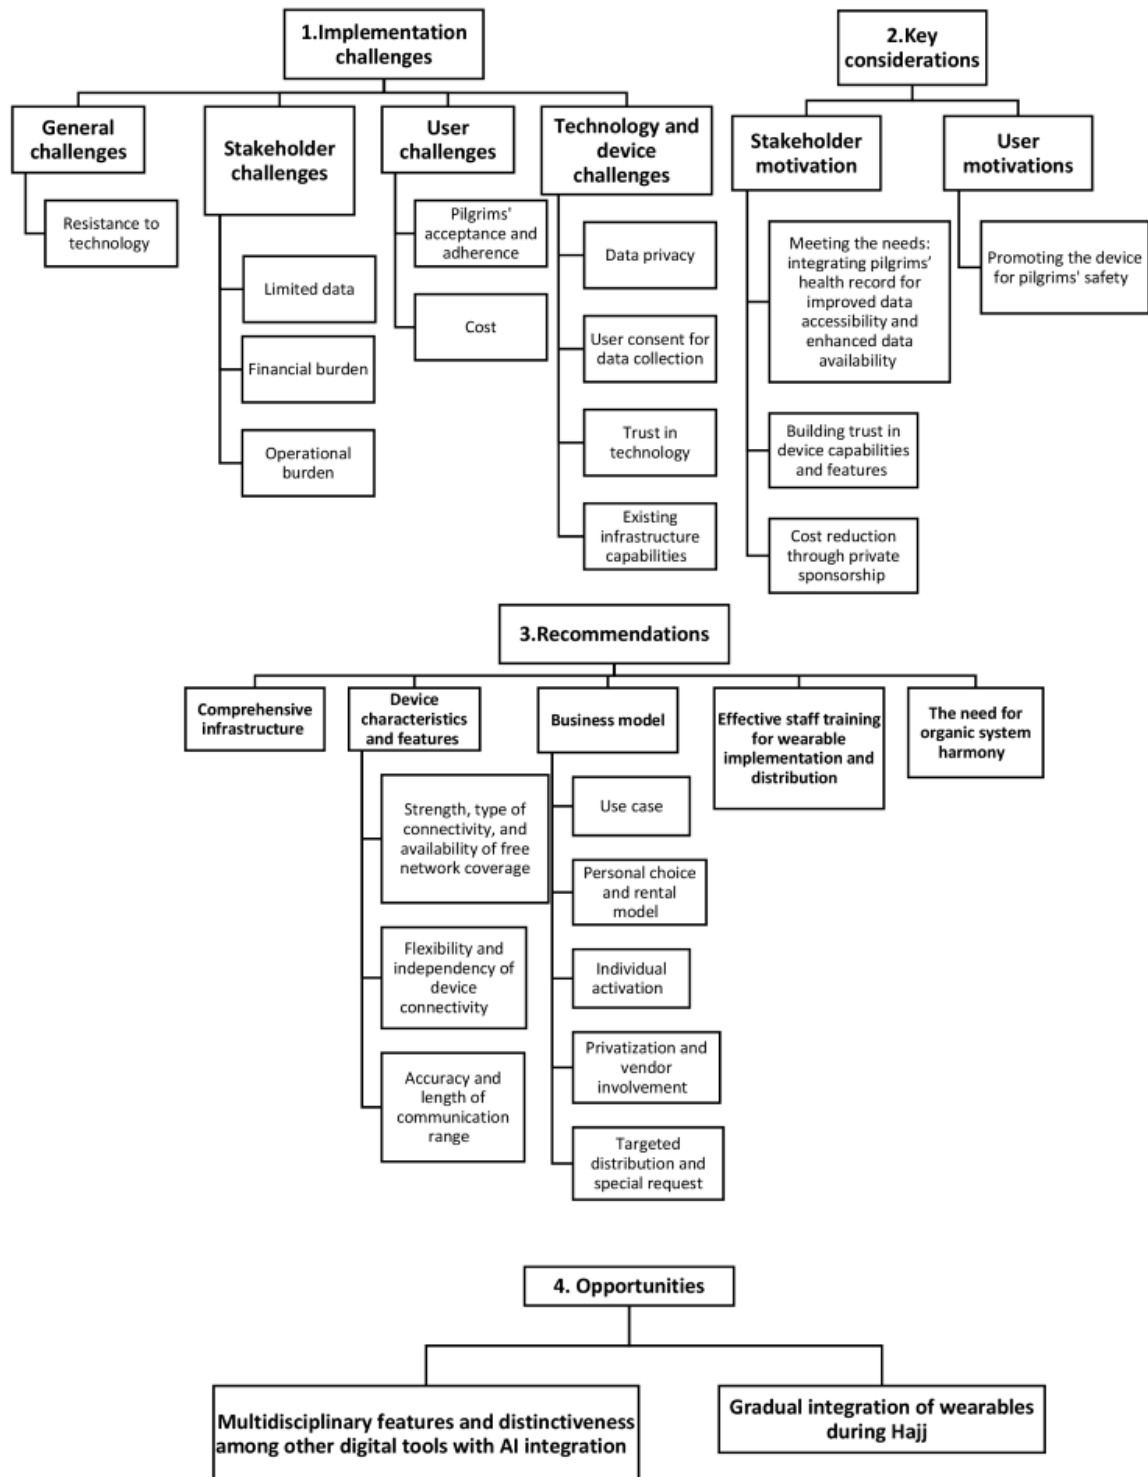 1.Implementation
challenges
General
challenges
Resistance to
technology
Stakeholder
challenges
Limited data
Financial burden
Operational
burden
User
challenges
Pilgrims'
acceptance and
adherence
Cost
Technology and
device
challenges
Data privacy
User consent for
data collection
Trust in
technology
Existing
infrastructure
capabilities
2.Key
considerations
Stakeholder
motivation
Meeting the needs:
integrating pilgrims'
health record for
improved data
accessibility and
enhanced data
availability
Building trust in
device capabilities
and features
Cost reduction
through private
sponsorship
User
motivations
Promoting the device
for pilgrims' safety
3.Recommendations
Comprehensive
infrastructure
Device
characteristics
and features
Strength, type of
connectivity, and
availability of free
network coverage
Flexibility and
independency of
device
connectivity
Accuracy and
length of
communication
range
Business model
Use case
Personal choice
and rental
model
Individual
activation
Privatization and
vendor
involvement
Targeted
distribution and
special request
Effective staff training
for wearable
implementation and
distribution
The need for
organic system
harmony
4. Opportunities
Multidisciplinary features and distinctiveness
among other digital tools with AI integration
Gradual integration of wearables
during Hajj